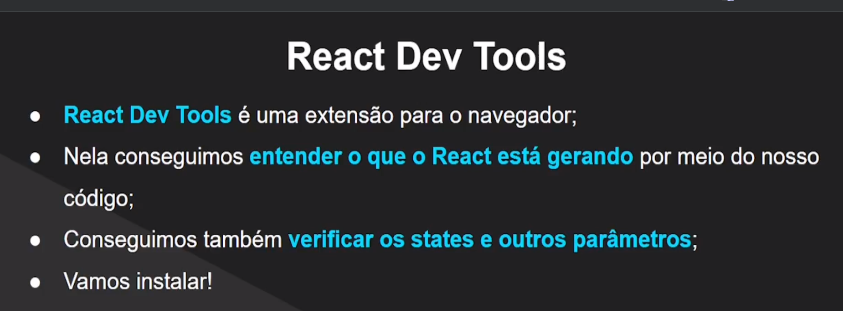 React Dev Tools
● React Dev Tools é uma extensão para o navegador;
● Nela conseguimos entender o que o React está gerando por meio do nosso
código;
● Conseguimos também verificar os states e outros parâmetros;
● Vamos instalar!